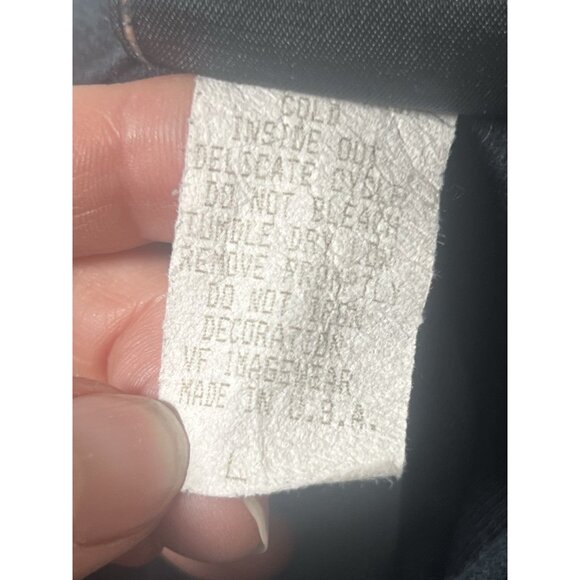 COLD
INSIDE OUT
DELICATE CYCLE
DO NOT BLEACH
TUMBLE DRY LOW
REMOVE PROMPTLY
DO NOT IRON
DECORATION
VF IMAGEWEAR
MADE IN U.S.A.
L